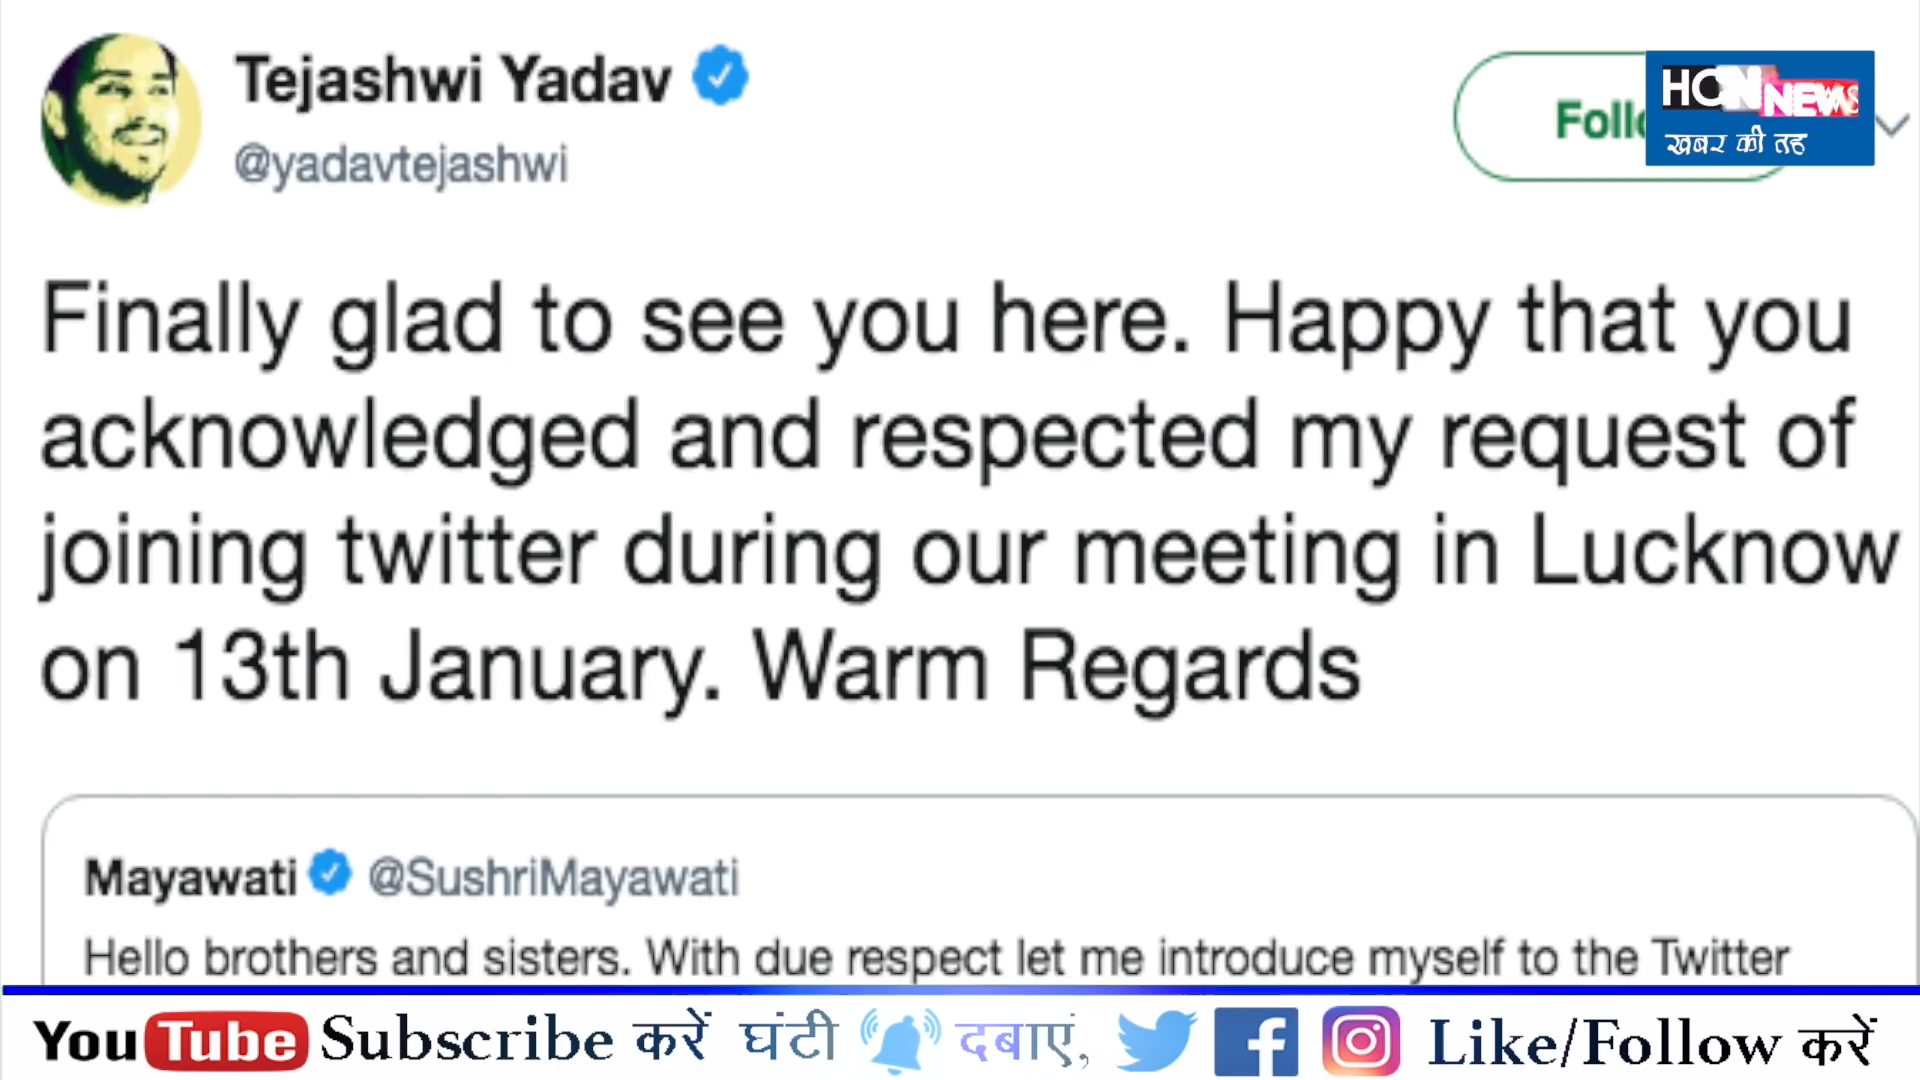 Tejashwi Yadav
@yadavtejashwi
HCN NEWS
खबर की तह
Finally glad to see you here. Happy that you
acknowledged and respected my request of
joining twitter during our meeting in Lucknow
on 13th January. Warm Regards
Mayawati @SushriMayawati
Hello brothers and sisters. With due respect let me introduce myself to the Twitter
YouTube Subscribe करें घंटी दबाएं, Like/Follow करें